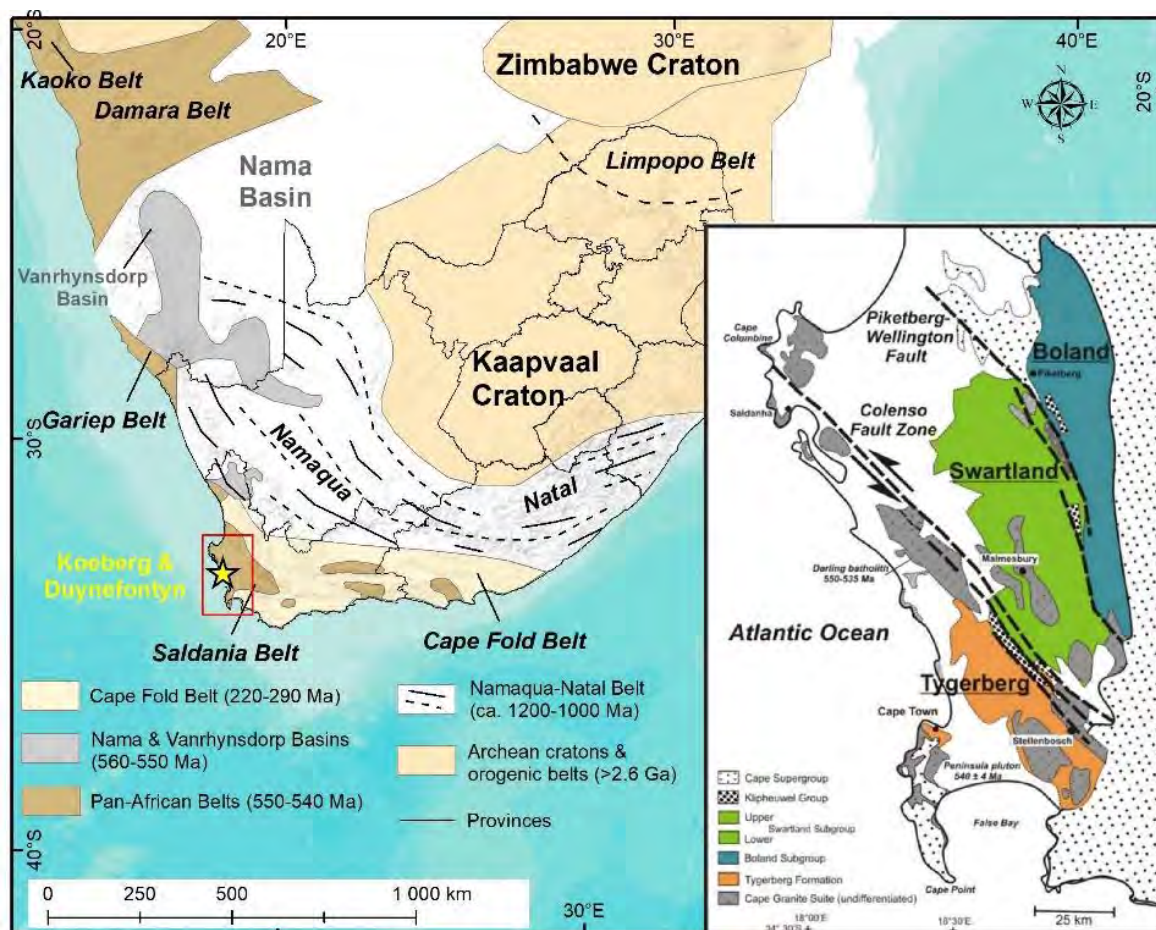 20°E
30°E
40°E
20°S
20°S
Kaoko Belt
Damara Belt
Zimbabwe Craton
N
W
E
S
Limpopo Belt
Nama
Basin
Vanrhynsdorp
Basin
Kaapvaal
Craton
Gariep Belt
30°S
Namaqua
Natal
Koeberg &
Duynefontyn
Saldania Belt
Cape Fold Belt
Cape Fold Belt (220-290 Ma)
Nama & Vanrhynsdorp Basins
(560-550 Ma)
Pan-African Belts (550-540 Ma)
Namaqua-Natal Belt
(ca. 1200-1000 Ma)
Archean cratons &
orogenic belts (>2.6 Ga)
Provinces
40°S
0
250
500
1 000 km
30°E
Cape
Columbine
Piketberg-
Wellington
Fault
Boland
Piketberg
Saldanha
Colenso
Fault Zone
Swartland
Darling batholith
550-535 Ma
Malmesbury
Atlantic Ocean
Tygerberg
Cape Town
Stellenbosch
Peninsula pluton
540 ± 4 Ma
False Bay
Cape Point
Cape Supergroup
Klipheuwel Group
Upper
Swartland Subgroup
Lower
Boland Subgroup
Tygerberg Formation
Cape Granite Suite (undifferentiated)
18°00'E
34°30'S
18°30'E
25 km